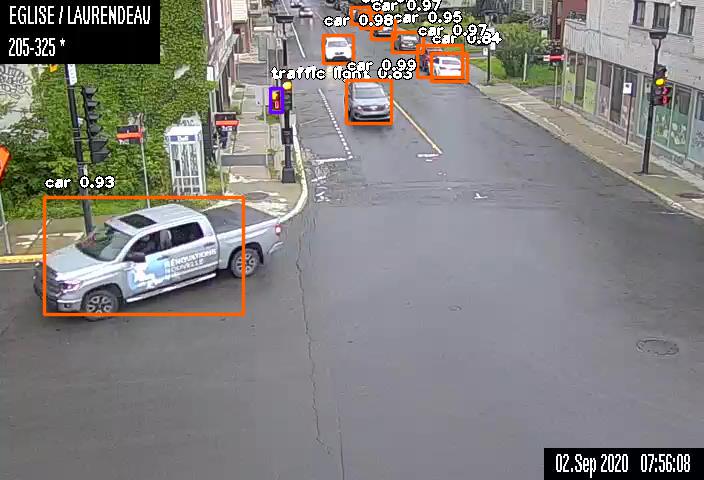 EGLISE / LAURENDEAU
205-325 *
car 0.97
car 0.98
car 0.95
car 0.97
car 0.84
car 0.99
traffic light 0.83
car 0.93
RÉNOVATIONS
NOUVELLE
02.Sep 2020 07:56:08